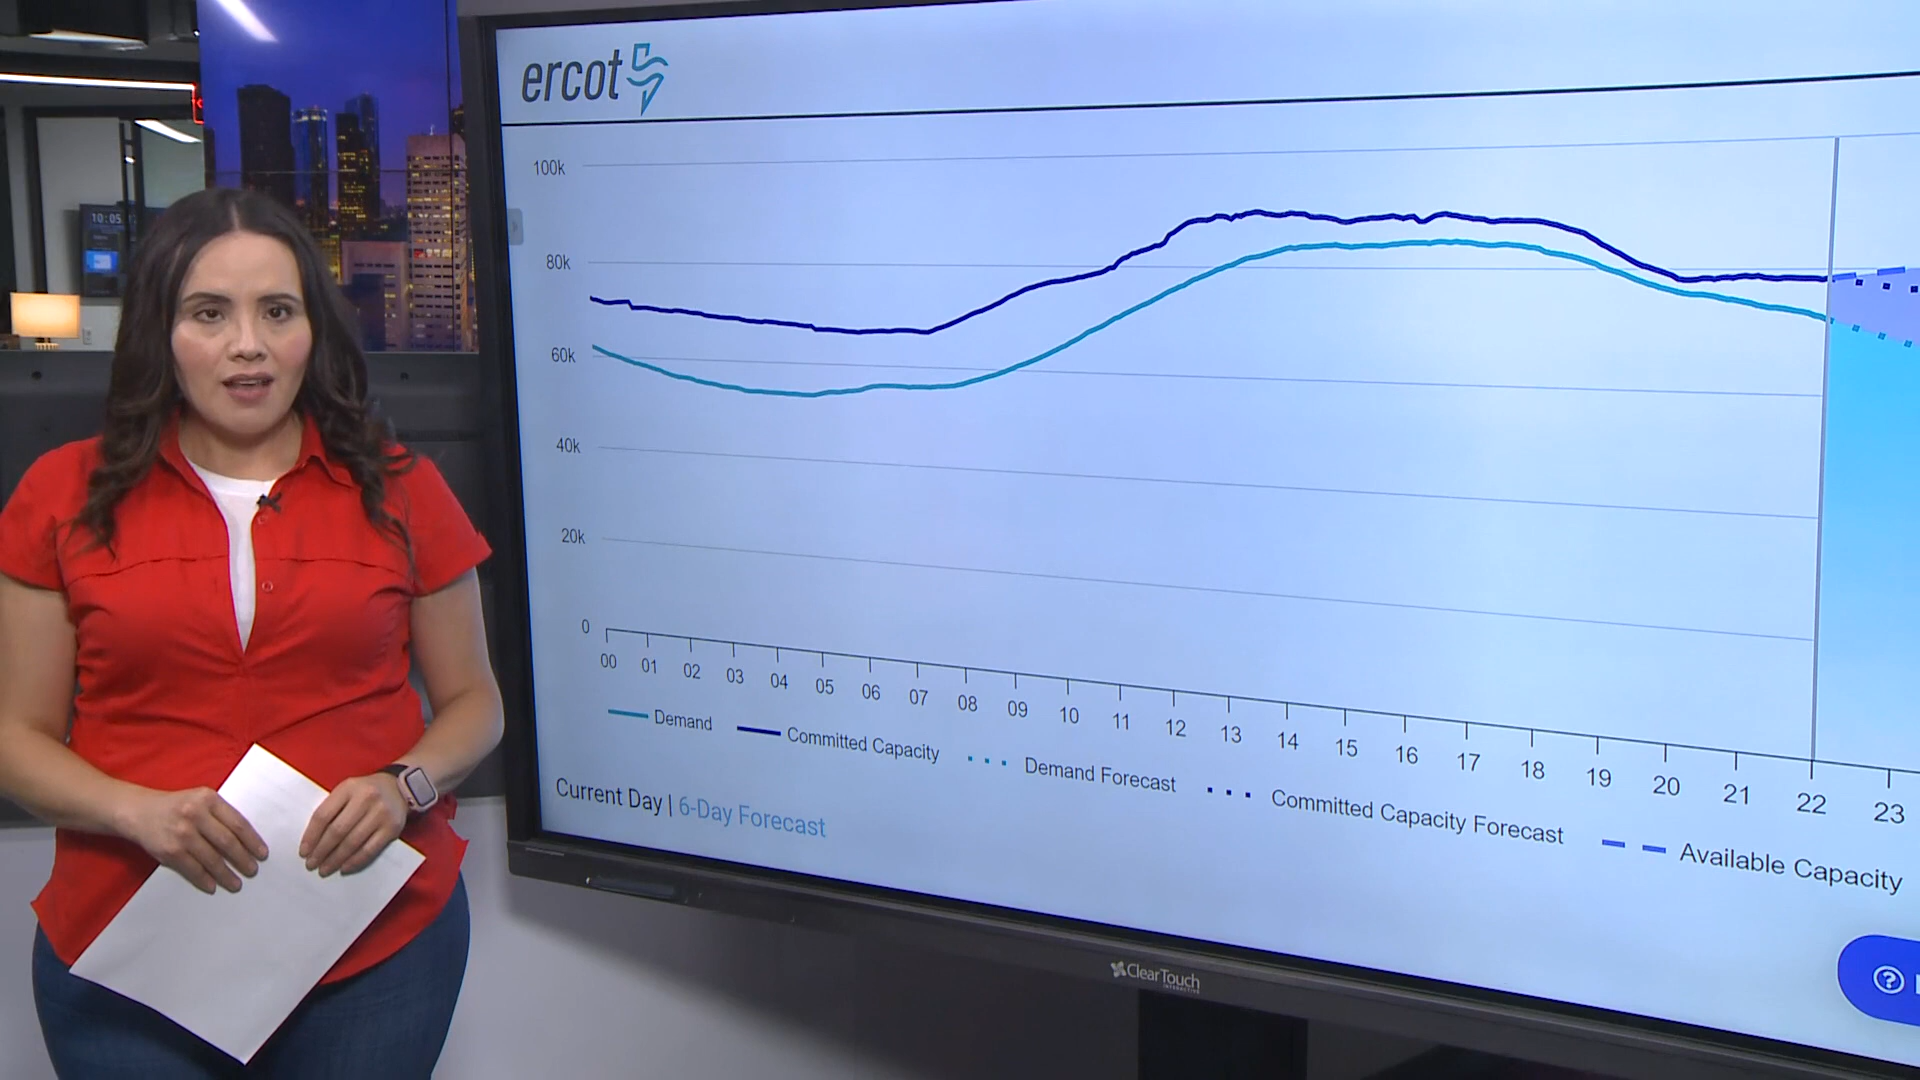 ercot
100k
80k
60k
40k
20k
0
00 01 02 03 04 05 06 07 08 09 10 11 12 13 14 15 16 17 18 19 20 21 22 23
Demand Committed Capacity Demand Forecast Committed Capacity Forecast Available Capacity
Current Day | 6-Day Forecast
?
ClearTouch
INTERACTIVE
10:05